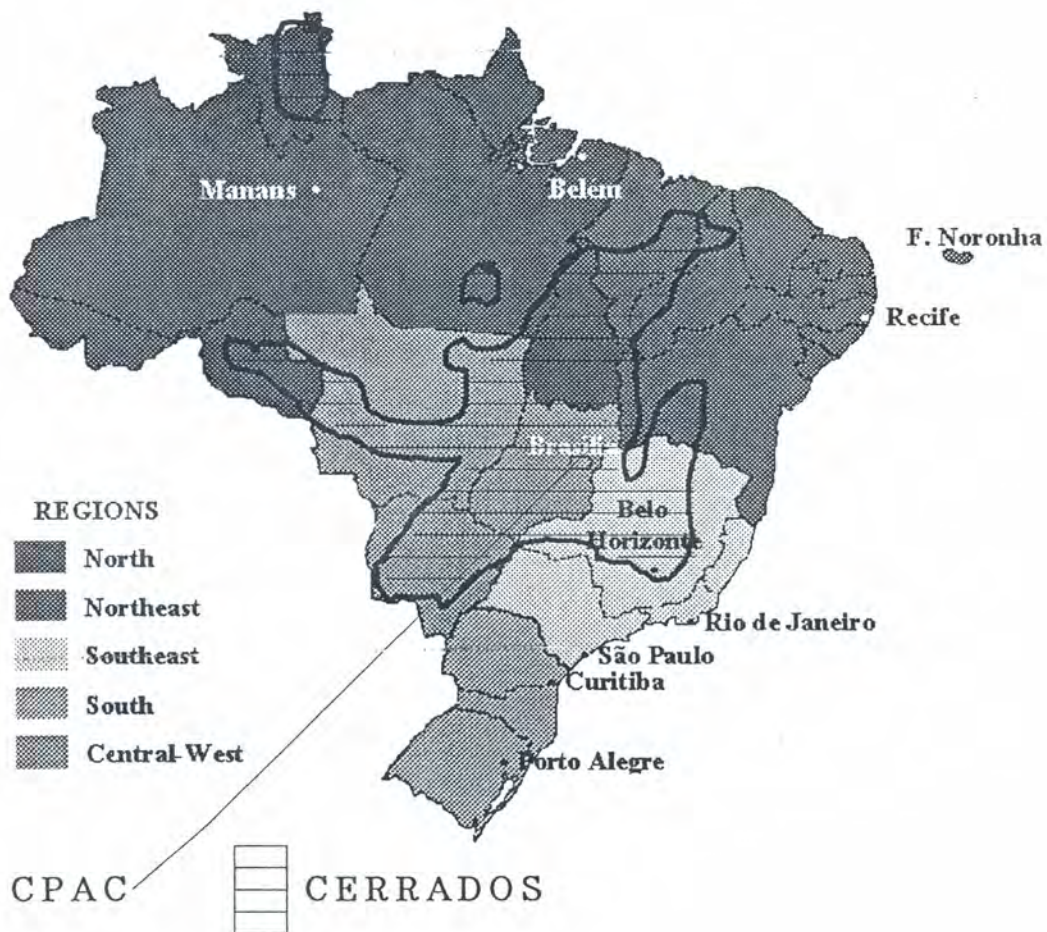 Manaus
Belém
F. Noronha
Recife
Brasília
Belo
Horizonte
REGIONS
North
Northeast
Southeast
South
Central-West
Rio de Janeiro
São Paulo
Curitiba
Porto Alegre
CPAC
CERRADOS